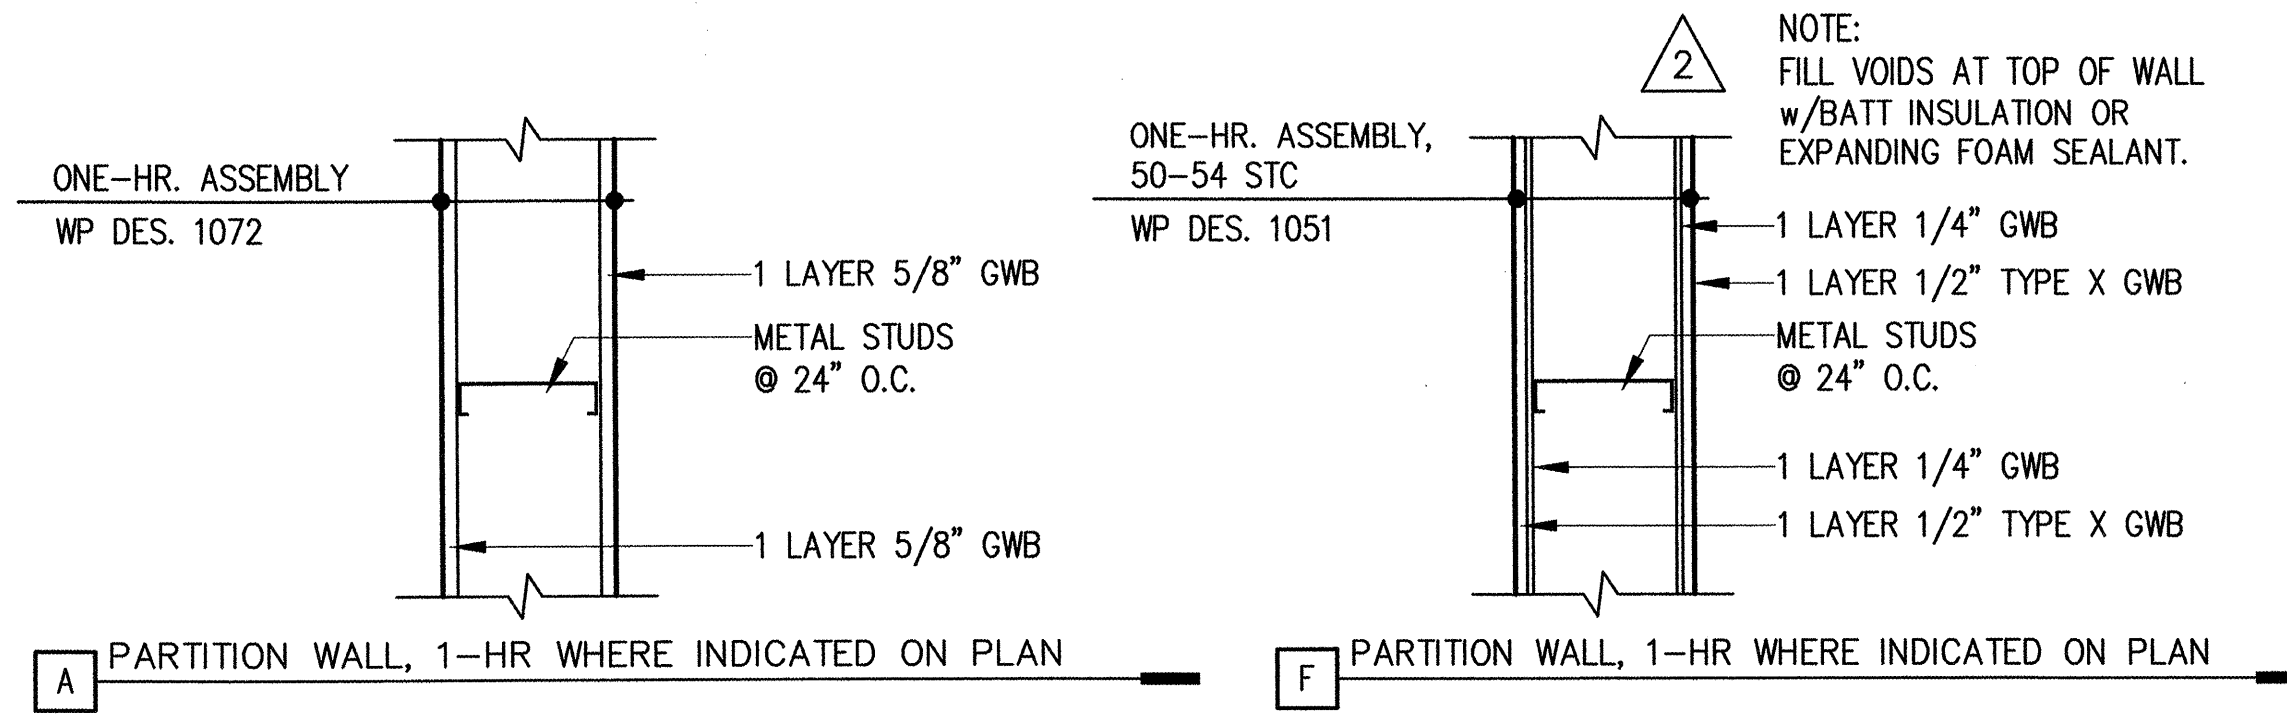 ONE-HR. ASSEMBLY
WP DES. 1072
1 LAYER 5/8" GWB
METAL STUDS
@ 24" O.C.
1 LAYER 5/8" GWB
A
PARTITION WALL, 1-HR WHERE INDICATED ON PLAN
2
NOTE:
FILL VOIDS AT TOP OF WALL
w/BATT INSULATION OR
EXPANDING FOAM SEALANT.
ONE-HR. ASSEMBLY,
50-54 STC
WP DES. 1051
1 LAYER 1/4" GWB
1 LAYER 1/2" TYPE X GWB
METAL STUDS
@ 24" O.C.
1 LAYER 1/4" GWB
1 LAYER 1/2" TYPE X GWB
F
PARTITION WALL, 1-HR WHERE INDICATED ON PLAN